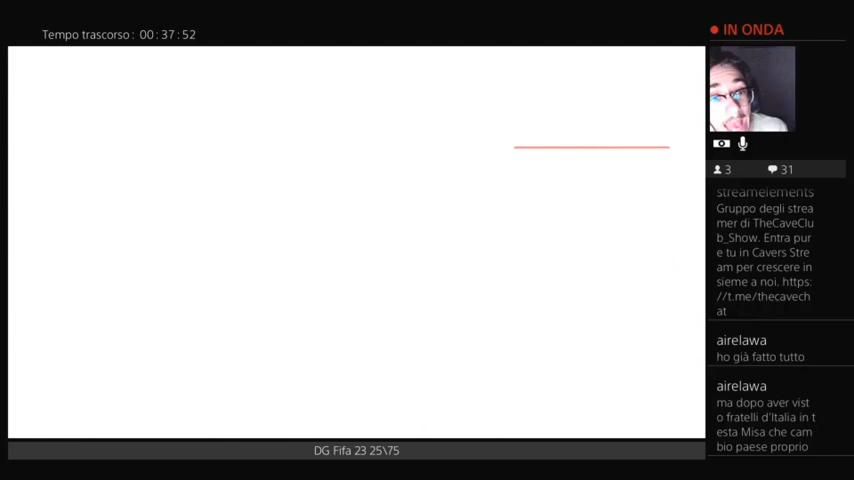 Tempo trascorso: 00:37:52
IN ONDA
3
31
streamelements
Gruppo degli strea
mer di TheCaveClu
b_Show. Entra pur
e tu in Cavers Stre
am per crescere in
sieme a noi. https:
//t.me/thecavech
at
airelawa
ho già fatto tutto
airelawa
ma dopo aver vist
o fratelli d'Italia in t
esta Misa che cam
bio paese proprio
DG Fifa 23 25\75